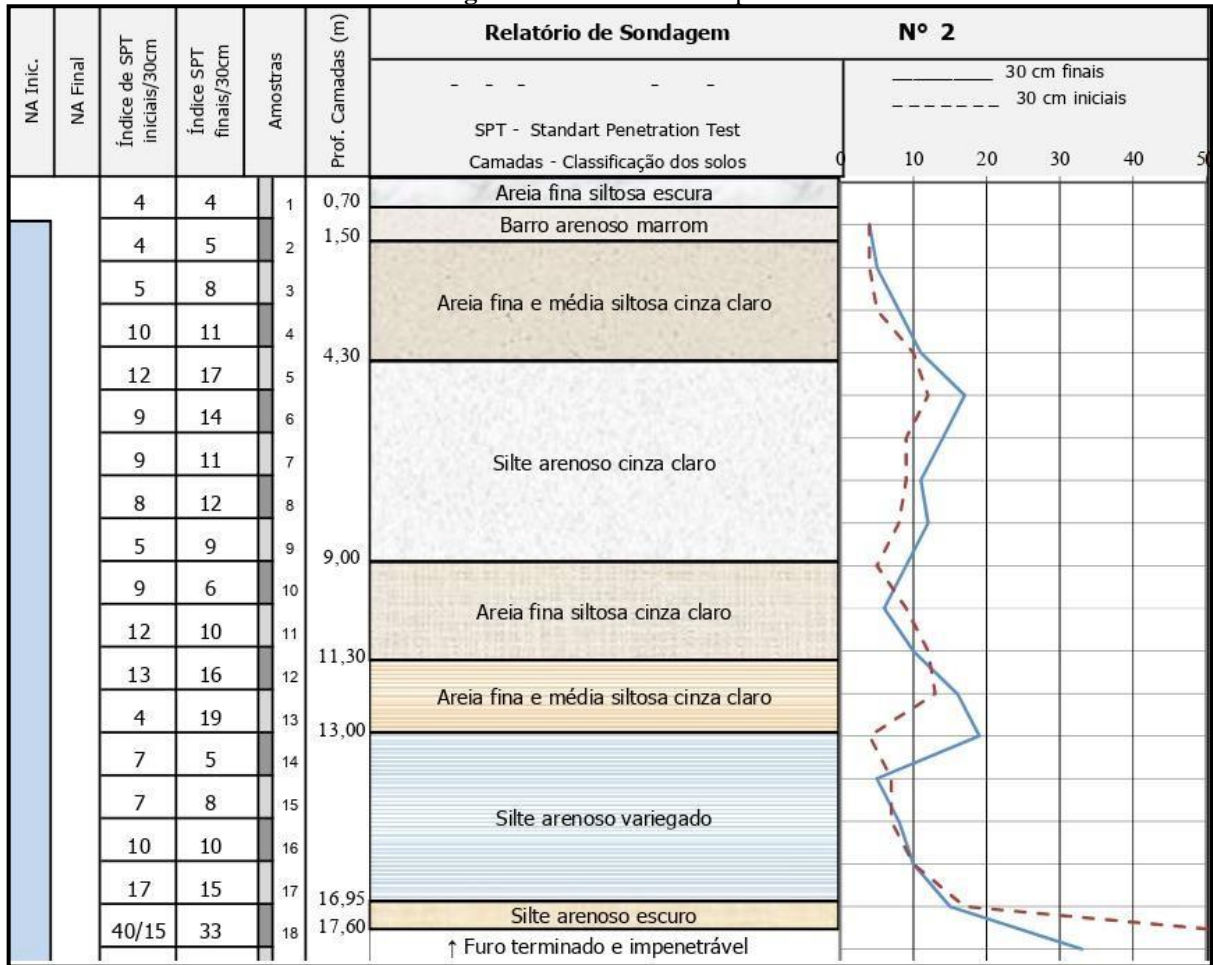 Relatório de Sondagem Nº 2
NA Inic.
NA Final
Índice de SPT
iniciais/30cm
Índice SPT
finais/30cm
Amostras
Prof. Camadas (m)
_ _ _ _ _
SPT - Standart Penetration Test
Camadas - Classificação dos solos
30 cm finais
30 cm iniciais
0 10 20 30 40 50
4 4 1 0,70 Areia fina siltosa escura
Barro arenoso marrom
4 5 2 1,50
5 8 3 Areia fina e média siltosa cinza claro
10 11 4 4,30
12 17 5
9 14 6
9 11 7 Silte arenoso cinza claro
8 12 8
5 9 9 9,00
9 6 10 Areia fina siltosa cinza claro
12 10 11 11,30
13 16 12 Areia fina e média siltosa cinza claro
4 19 13 13,00
7 5 14
7 8 15 Silte arenoso variegado
10 10 16
17 15 17 16,95
Silte arenoso escuro
40/15 33 18 17,60
↑ Furo terminado e impenetrável